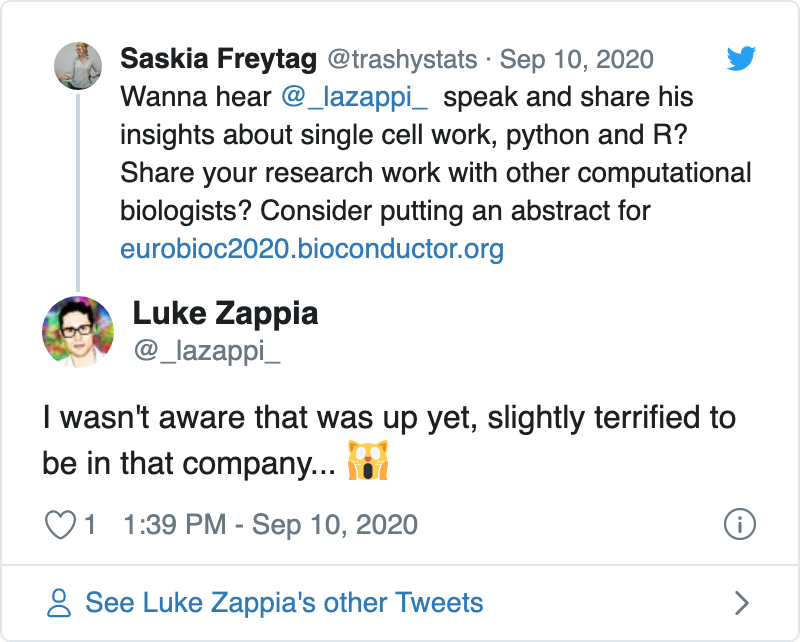 Saskia Freytag @trashystats · Sep 10, 2020
Wanna hear @_lazappi_ speak and share his
insights about single cell work, python and R?
Share your research work with other computational
biologists? Consider putting an abstract for
eurobioc2020.bioconductor.org
Luke Zappia
@_lazappi_
I wasn't aware that was up yet, slightly terrified to
be in that company... 🙀
1 1:39 PM - Sep 10, 2020
See Luke Zappia's other Tweets